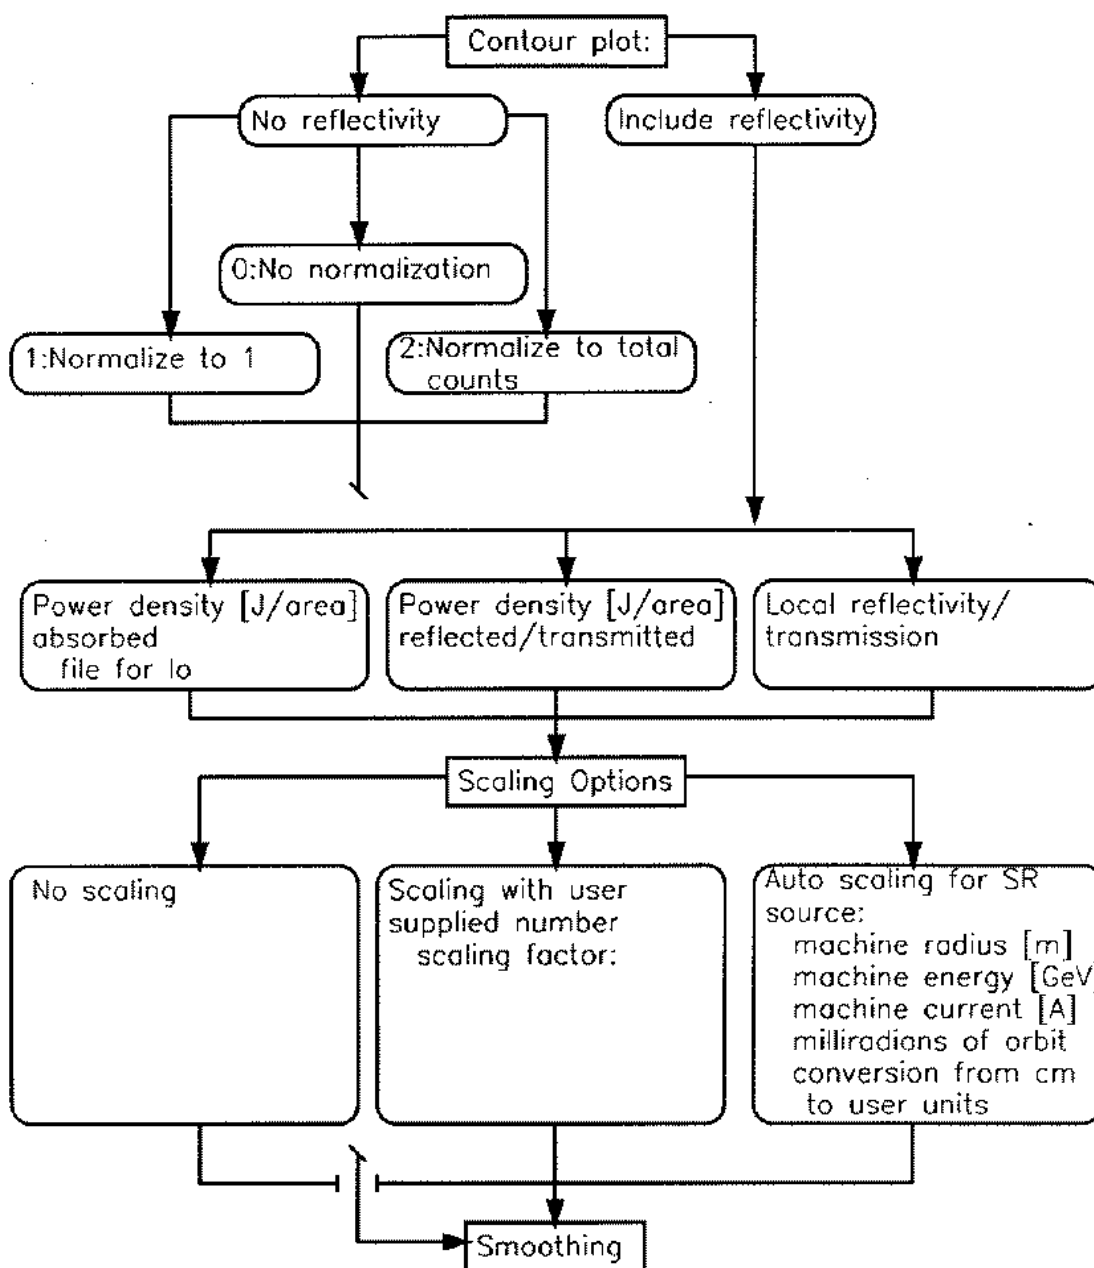 Contour plot:
No reflectivity
Include reflectivity
0:No normalization
1:Normalize to 1
2:Normalize to total
counts
Power density [J/area]
absorbed
file for Io
Power density [J/area]
reflected/transmitted
Local reflectivity/
transmission
Scaling Options
No scaling
Scaling with user
supplied number
scaling factor:
Auto scaling for SR
source:
machine radius [m]
machine energy [GeV]
machine current [A]
milliradians of orbit
conversion from cm
to user units
Smoothing